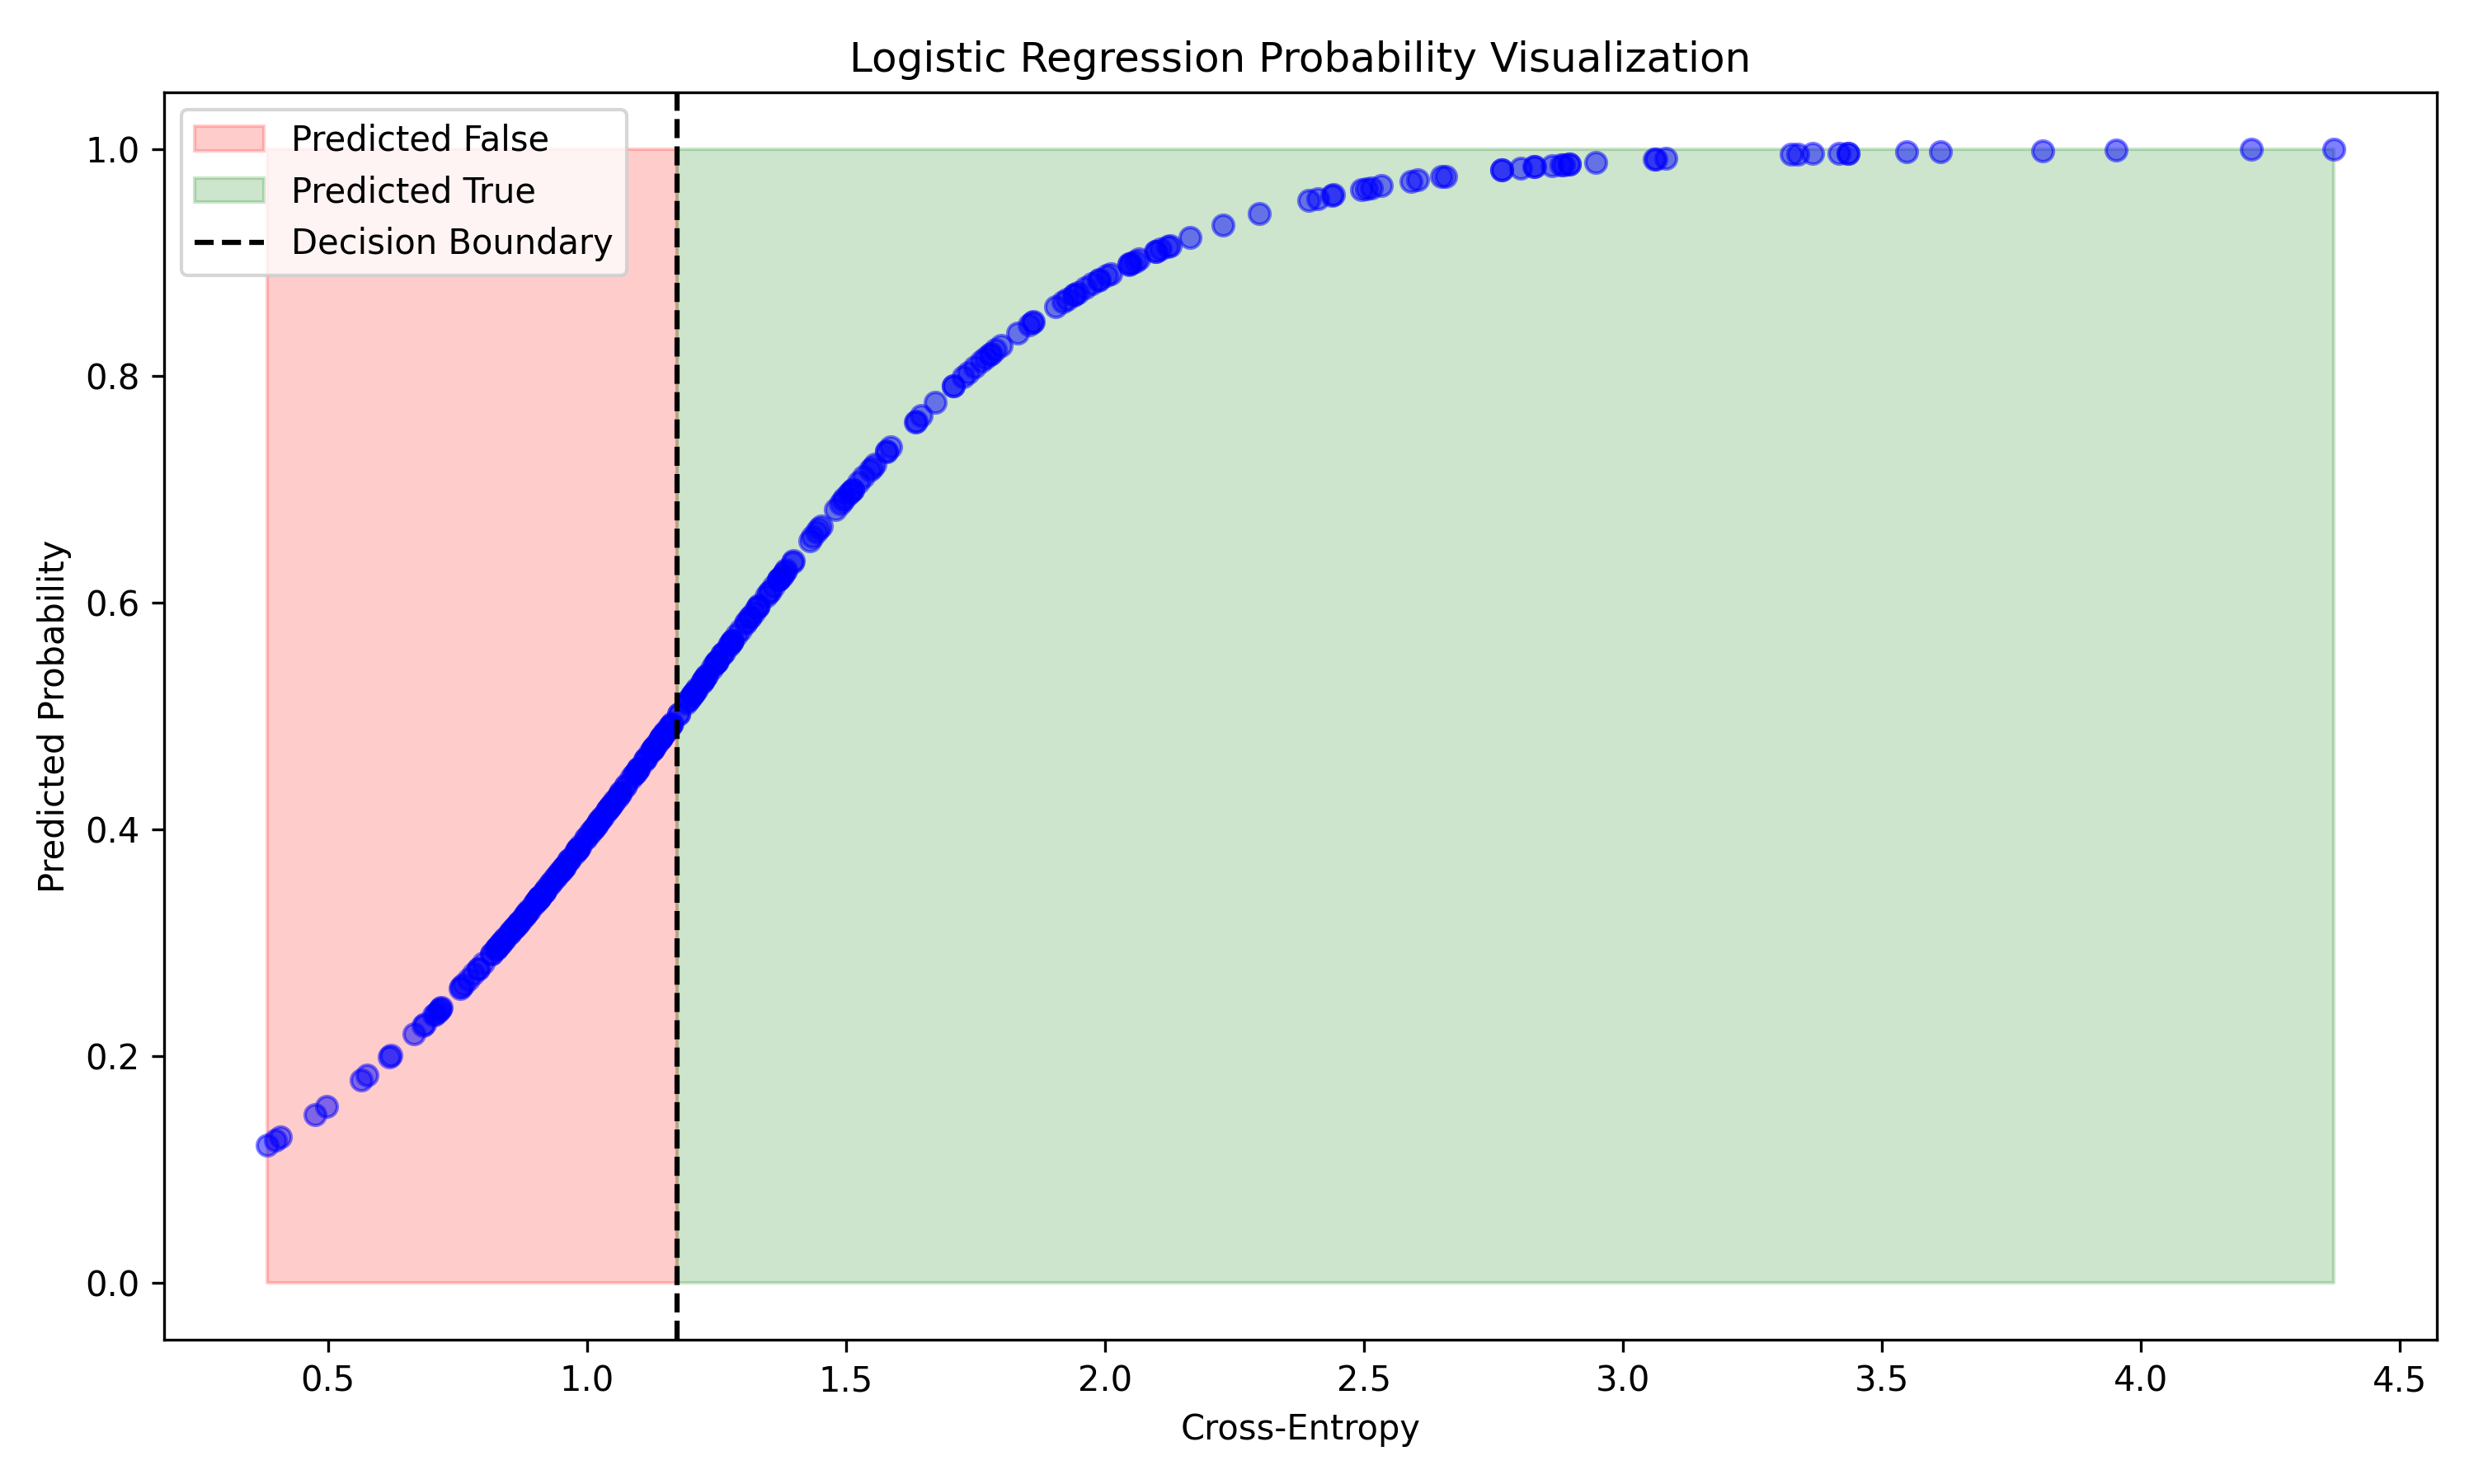 Logistic Regression Probability Visualization
Predicted False
Predicted True
Decision Boundary
Predicted Probability
1.0
0.8
0.6
0.4
0.2
0.0
0.5 1.0 1.5 2.0 2.5 3.0 3.5 4.0 4.5
Cross-Entropy